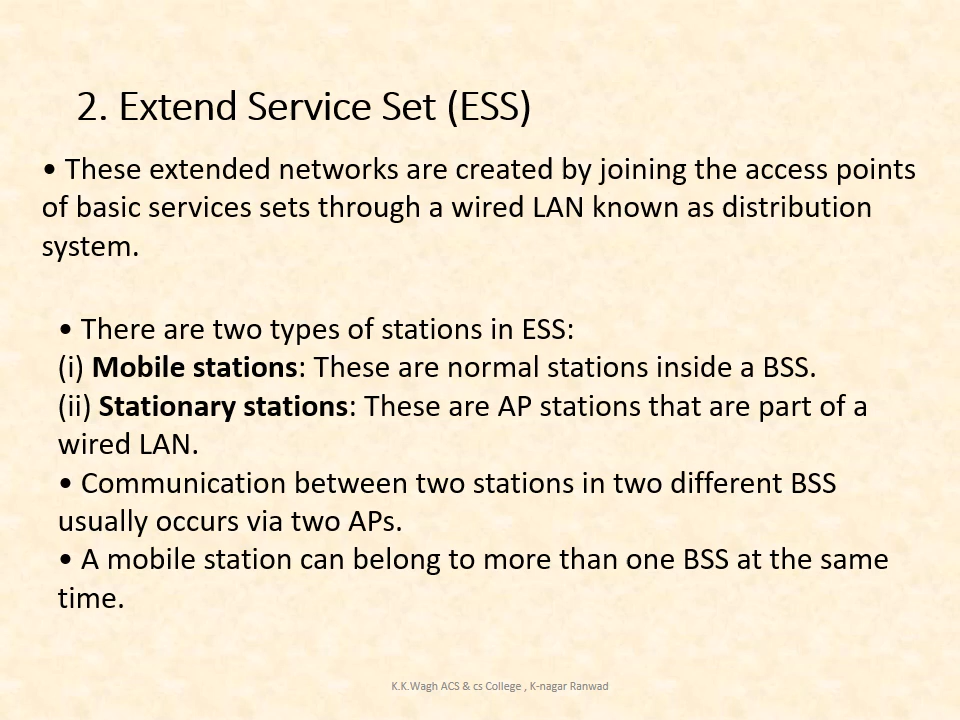 2. Extend Service Set (ESS)
• These extended networks are created by joining the access points
of basic services sets through a wired LAN known as distribution
system.
• There are two types of stations in ESS:
(i) Mobile stations: These are normal stations inside a BSS.
(ii) Stationary stations: These are AP stations that are part of a
wired LAN.
• Communication between two stations in two different BSS
usually occurs via two APs.
• A mobile station can belong to more than one BSS at the same
time.
K.K.Wagh ACS & cs College , K-nagar Ranwad